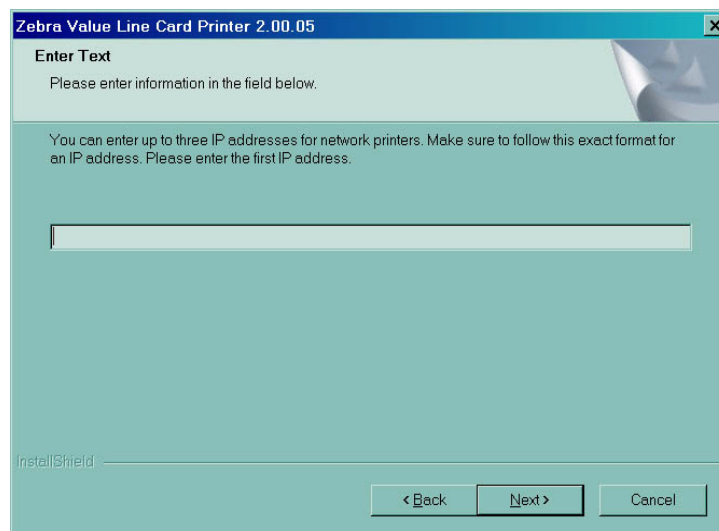 Zebra Value Line Card Printer 2.00.05
Enter Text
Please enter information in the field below.
You can enter up to three IP addresses for network printers. Make sure to follow this exact format for
an IP address. Please enter the first IP address.
InstallShield
< Back
Next >
Cancel